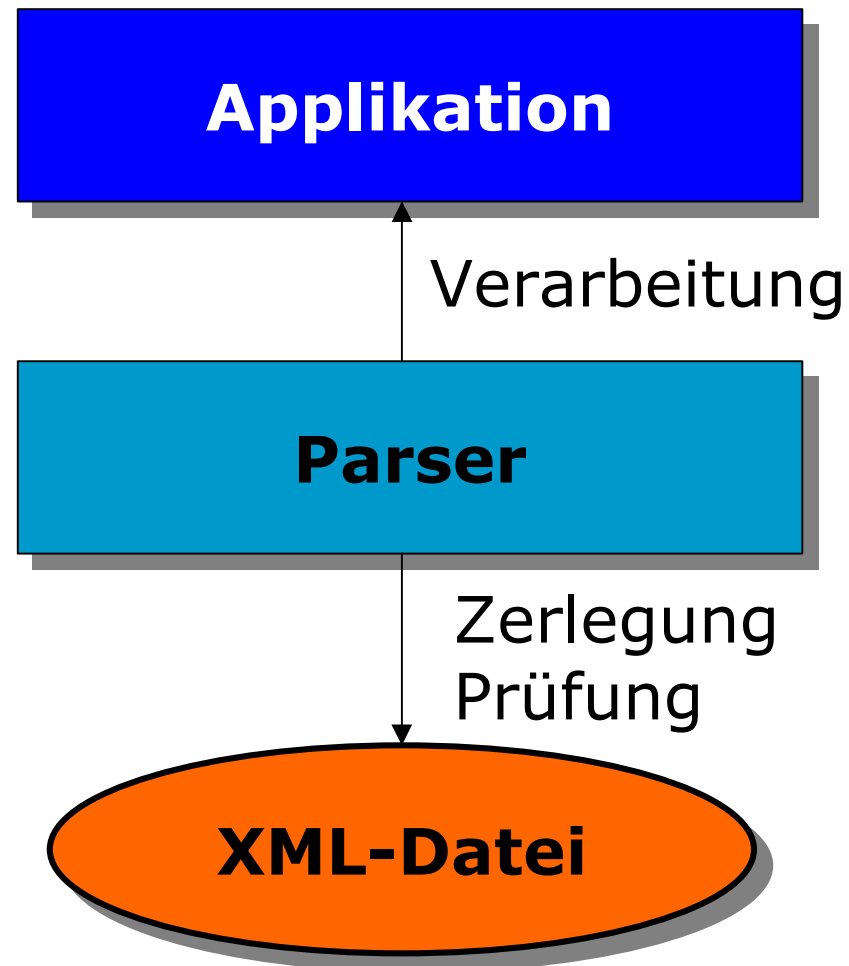 Applikation
Verarbeitung
Parser
Zerlegung
Prüfung
XML-Datei